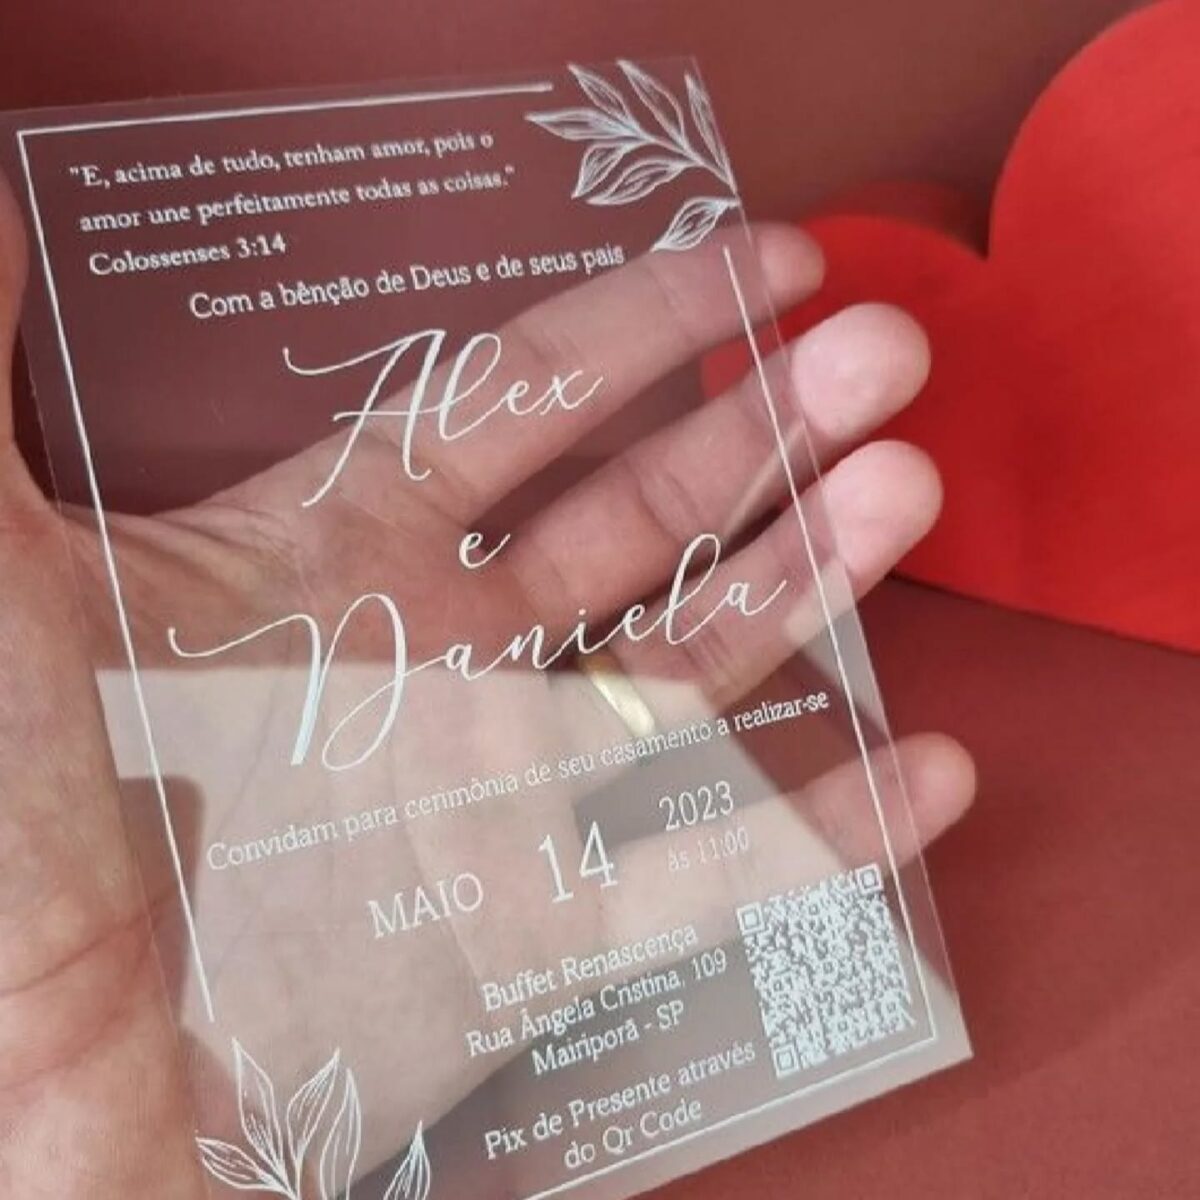 "E, acima de tudo, tenham amor, pois o
amor une perfeitamente todas as coisas."
Colossenses 3:14
Com a bênção de Deus e de seus pais
Alex
e
Daniela
Convidam para cerimônia de seu casamento a realizar-se
MAIO
14
2023
às 11:00
Buffet Renascença
Rua Ângela Cristina, 109
Mairiporã - SP
Pix de Presente através
do Qr Code